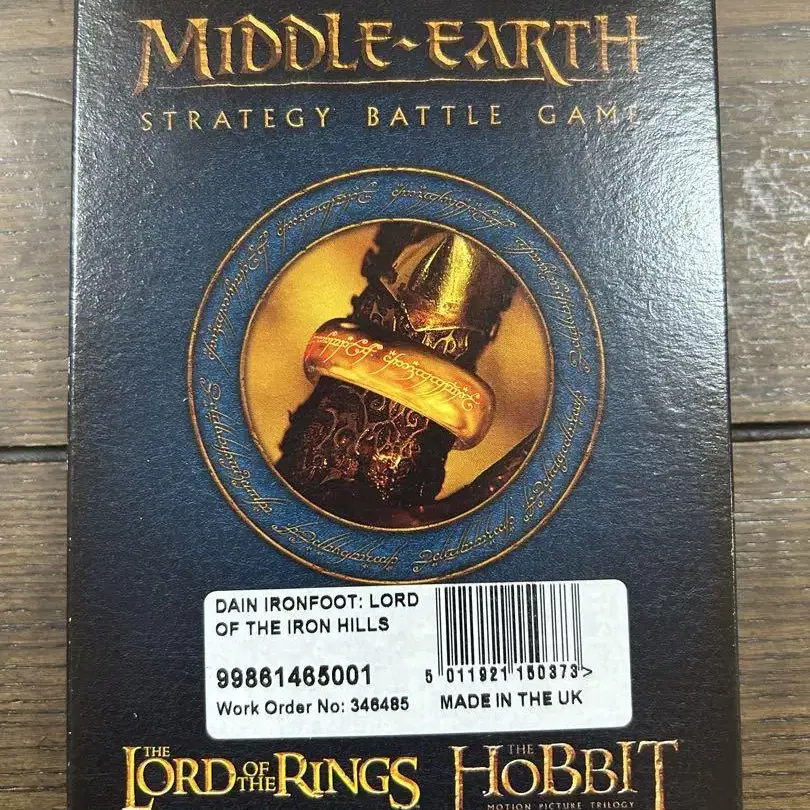 MIDDLE-EARTH
STRATEGY BATTLE GAME
DAIN IRONFOOT: LORD
OF THE IRON HILLS
99861465001
5 011921 150373>
Work Order No: 346485
MADE IN THE UK
THE
LORD OF THE RINGS
THE
HOBBIT
MOTION PICTURE TRILOGY